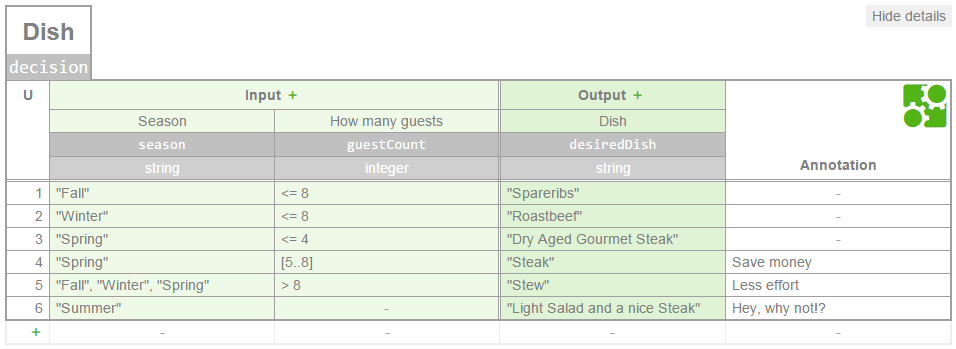 Dish Hide details
decision
U Input + Output +
Season How many guests Dish
season guestCount desiredDish
string integer string Annotation
1 "Fall" <= 8 "Spareribs" -
2 "Winter" <= 8 "Roastbeef" -
3 "Spring" <= 4 "Dry Aged Gourmet Steak" -
4 "Spring" [5..8] "Steak" Save money
5 "Fall", "Winter", "Spring" > 8 "Stew" Less effort
6 "Summer" - "Light Salad and a nice Steak" Hey, why not!?
+ - - - -